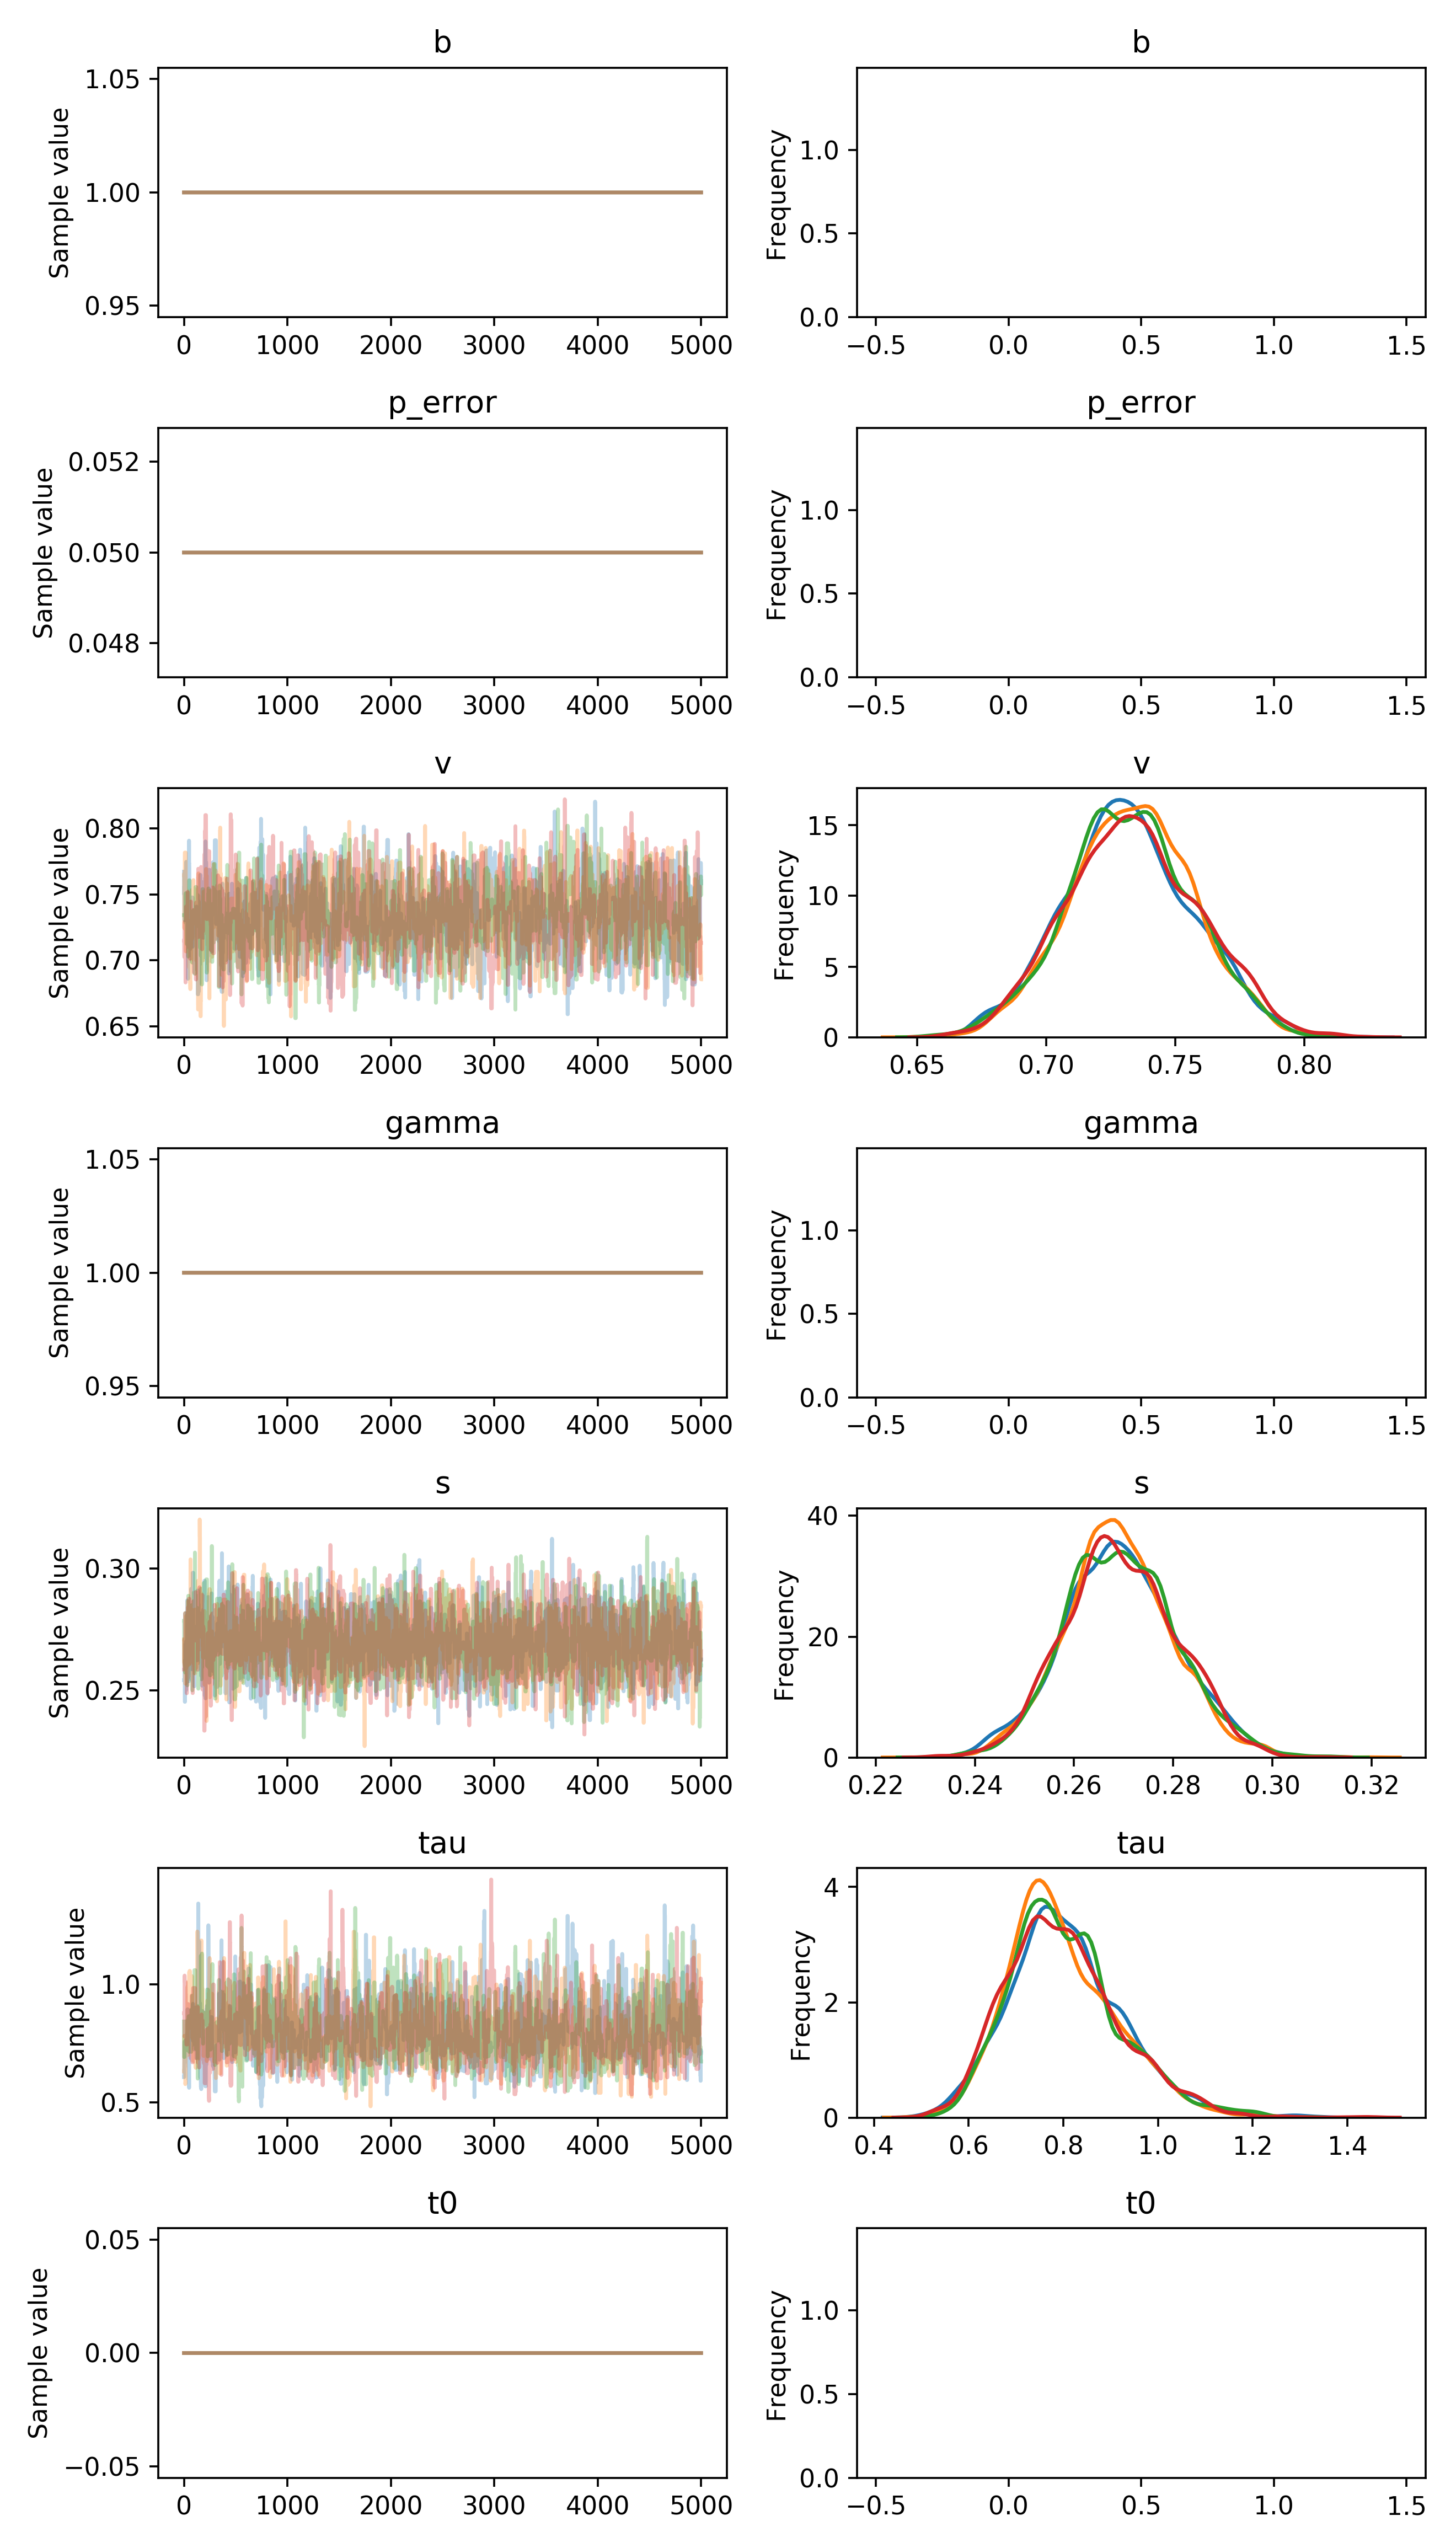 b
b
Sample value
1.05
1.00
0.95
0 1000 2000 3000 4000 5000
Frequency
1.0
0.5
0.0
−0.5 0.0 0.5 1.0 1.5
p_error
p_error
Sample value
0.052
0.050
0.048
0 1000 2000 3000 4000 5000
Frequency
1.0
0.5
0.0
−0.5 0.0 0.5 1.0 1.5
v
v
Sample value
0.80
0.75
0.70
0.65
0 1000 2000 3000 4000 5000
Frequency
15
10
5
0
0.65 0.70 0.75 0.80
gamma
gamma
Sample value
1.05
1.00
0.95
0 1000 2000 3000 4000 5000
Frequency
1.0
0.5
0.0
−0.5 0.0 0.5 1.0 1.5
s
s
Sample value
0.30
0.25
0 1000 2000 3000 4000 5000
Frequency
40
20
0
0.22 0.24 0.26 0.28 0.30 0.32
tau
tau
Sample value
1.0
0.5
0 1000 2000 3000 4000 5000
Frequency
4
2
0
0.4 0.6 0.8 1.0 1.2 1.4
t0
t0
Sample value
0.05
0.00
−0.05
0 1000 2000 3000 4000 5000
Frequency
1.0
0.5
0.0
−0.5 0.0 0.5 1.0 1.5